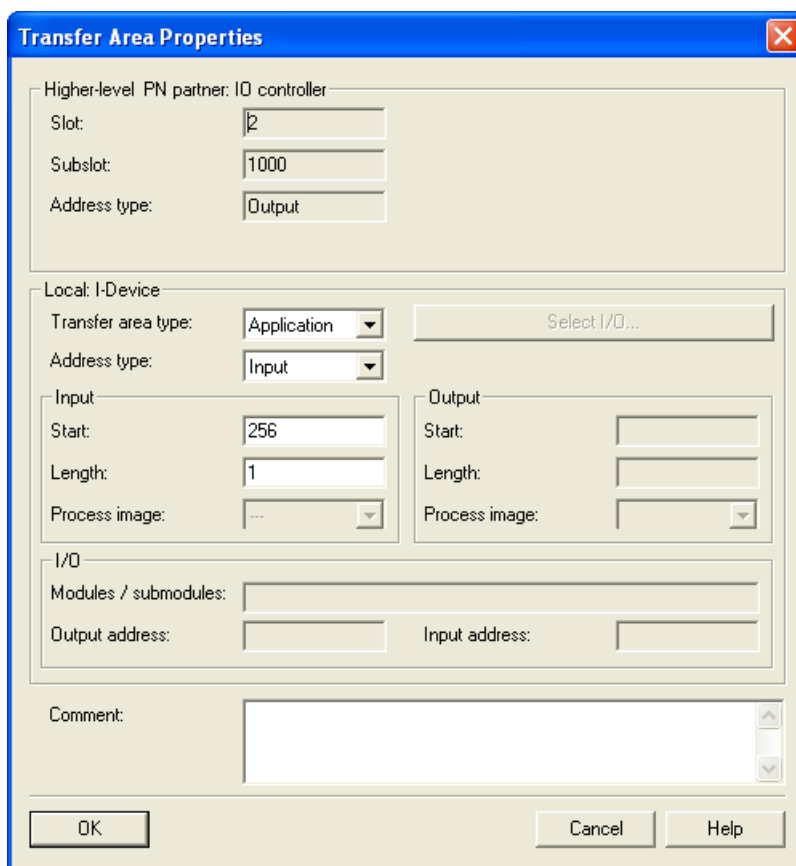 Transfer Area Properties
Higher-level PN partner: IO controller
Slot: 2
Subslot: 1000
Address type: Output
Local: I-Device
Transfer area type: Application Select I/O...
Address type: Input
Input Output
Start: 256 Start:
Length: 1 Length:
Process image: --- Process image:
I/O
Modules / submodules:
Output address: Input address:
Comment:
OK Cancel Help